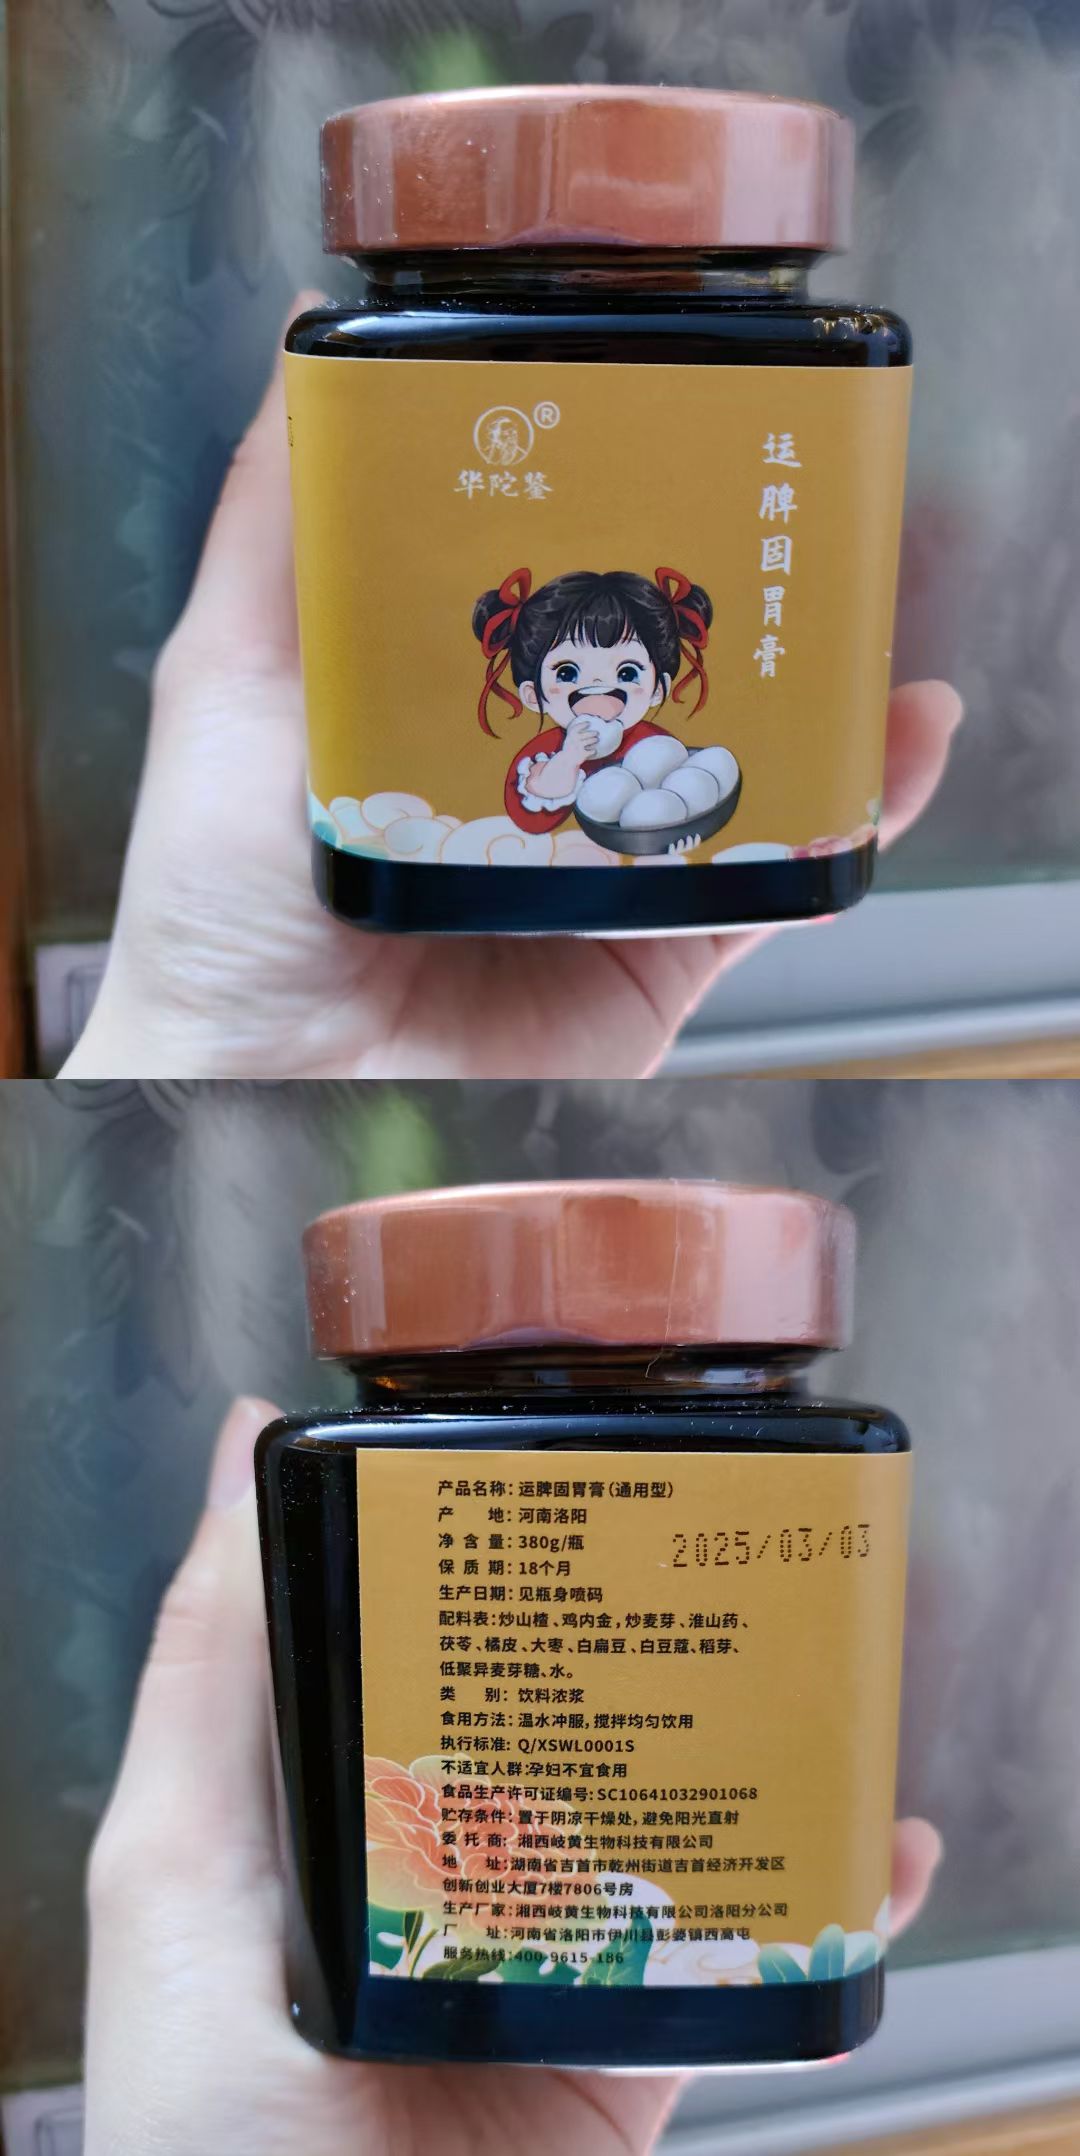 ®
华陀鉴
运脾固胃膏
产品名称：运脾固胃膏（通用型）
产 地：河南洛阳
净 含 量：380g/瓶
2025/03/03
保 质 期：18个月
生产日期：见瓶身喷码
配料表：炒山楂、鸡内金，炒麦芽、淮山药、
茯苓、橘皮、大枣、白扁豆、白豆蔻、稻芽、
低聚异麦芽糖、水。
类 别：饮料浓浆
食用方法：温水冲服，搅拌均匀饮用
执行标准：Q/XSWL0001S
不适宜人群：孕妇不宜食用
食品生产许可证编号：SC10641032901068
贮存条件：置于阴凉干燥处，避免阳光直射
委 托 商：湘西岐黄生物科技有限公司
地 址：湖南省吉首市乾州街道吉首经济开发区
创新创业大厦7楼7806号房
生产厂家：湘西岐黄生物科技有限公司洛阳分公司
厂 址：河南省洛阳市伊川县彭婆镇西高屯
服务热线：400-9615-186